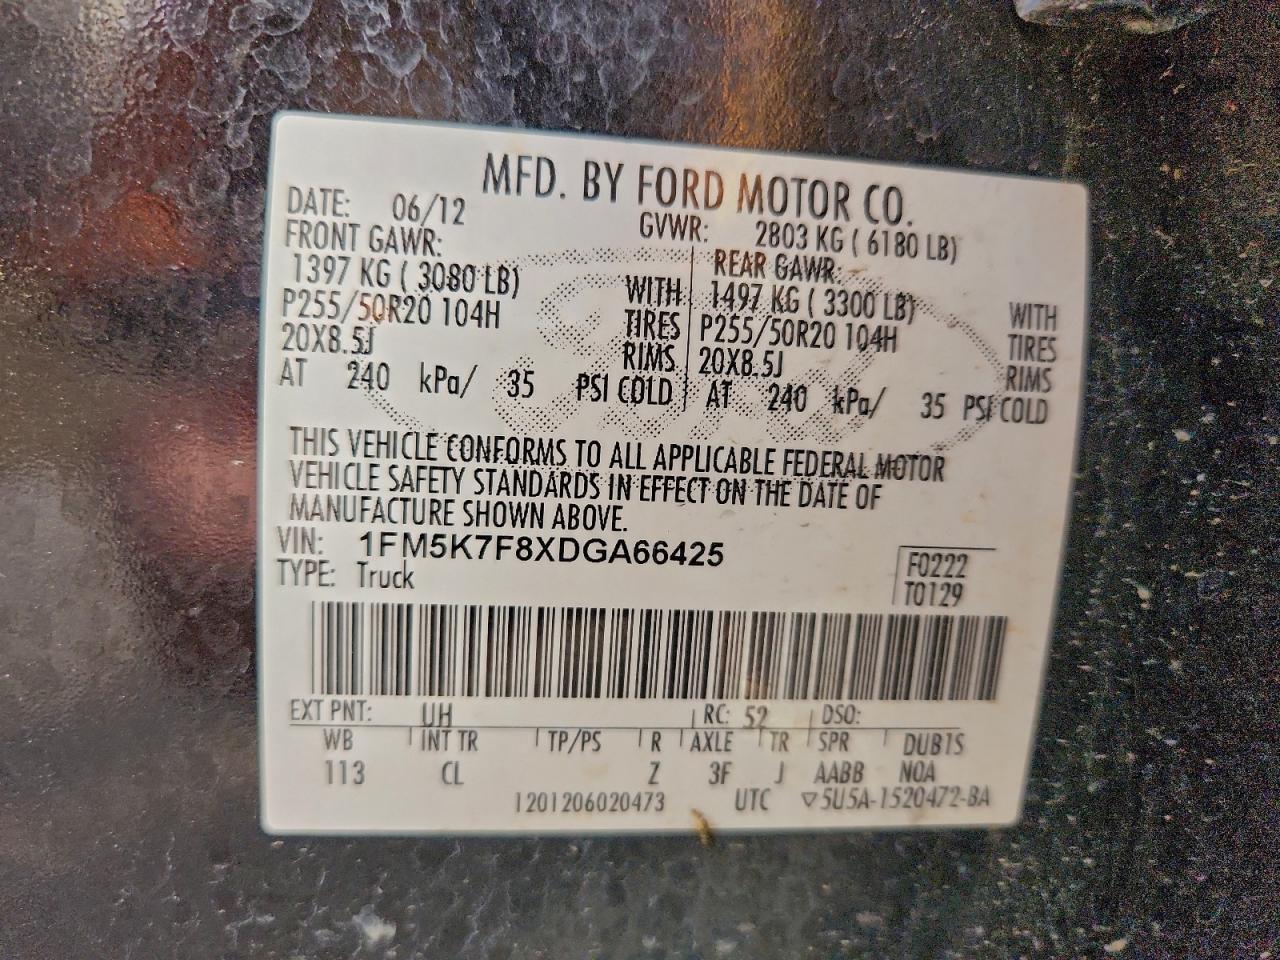 MFD. BY FORD MOTOR CO.
DATE: 06/12 GVWR: 2803 KG ( 6180 LB)
FRONT GAWR: REAR GAWR:
1397 KG ( 3080 LB) WITH 1497 KG ( 3300 LB) WITH
P255/50R20 104H TIRES P255/50R20 104H TIRES
20X8.5J RIMS 20X8.5J RIMS
AT 240 kPa/ 35 PSI COLD AT 240 kPa/ 35 PSI COLD
THIS VEHICLE CONFORMS TO ALL APPLICABLE FEDERAL MOTOR
VEHICLE SAFETY STANDARDS IN EFFECT ON THE DATE OF
MANUFACTURE SHOWN ABOVE.
VIN: 1FM5K7F8XDGA66425 F0222
TYPE: Truck T0129
EXT PNT: UH RC: 52 DSO:
WB INT TR TP/PS R AXLE TR SPR DUB1S
113 CL Z 3F J AABB NOA
1201206020473 UTC ▽5U5A-1520472-BA